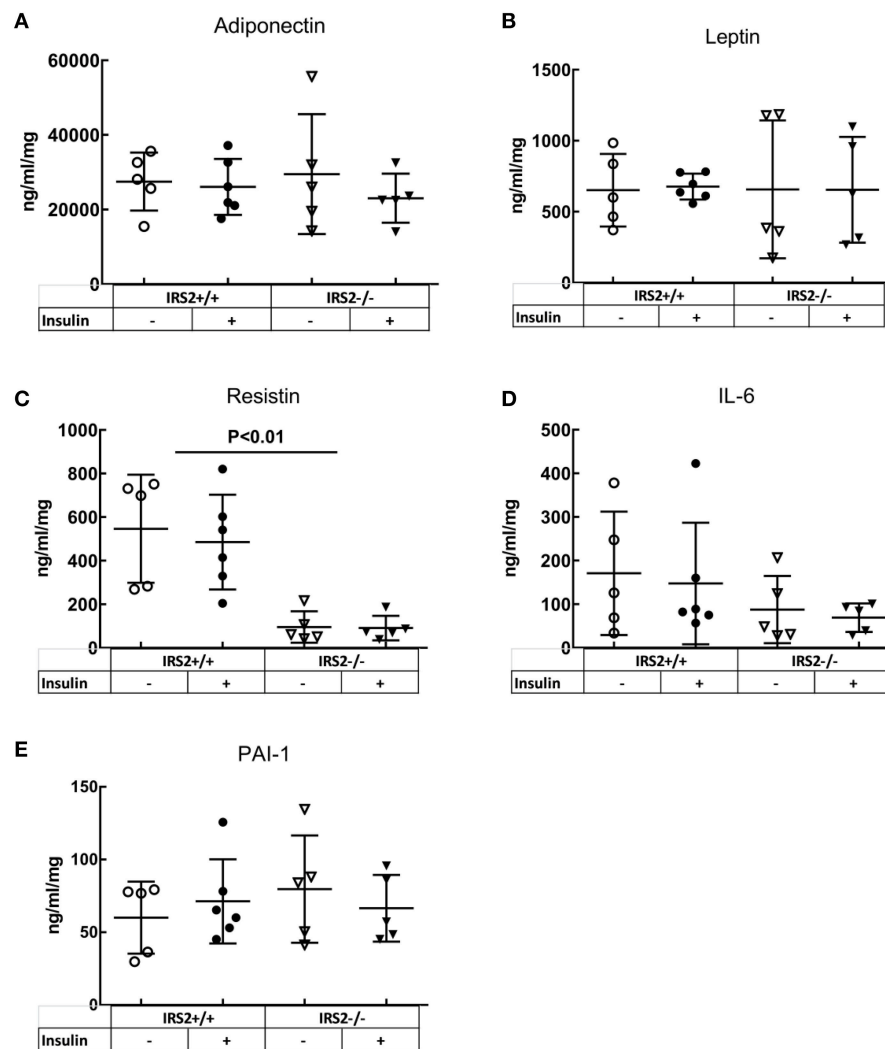 A
Adiponectin
60000
40000
20000
0
ng/ml/mg
IRS2+/+ IRS2-/-
Insulin - + - +
B
Leptin
1500
1000
500
0
ng/ml/mg
IRS2+/+ IRS2-/-
Insulin - + - +
C
Resistin
P<0.01
1000
800
600
400
200
0
ng/ml/mg
IRS2+/+ IRS2-/-
Insulin - + - +
D
IL-6
500
400
300
200
100
0
ng/ml/mg
IRS2+/+ IRS2-/-
Insulin - + - +
E
PAI-1
150
100
50
0
ng/ml/mg
IRS2+/+ IRS2-/-
Insulin - + - +